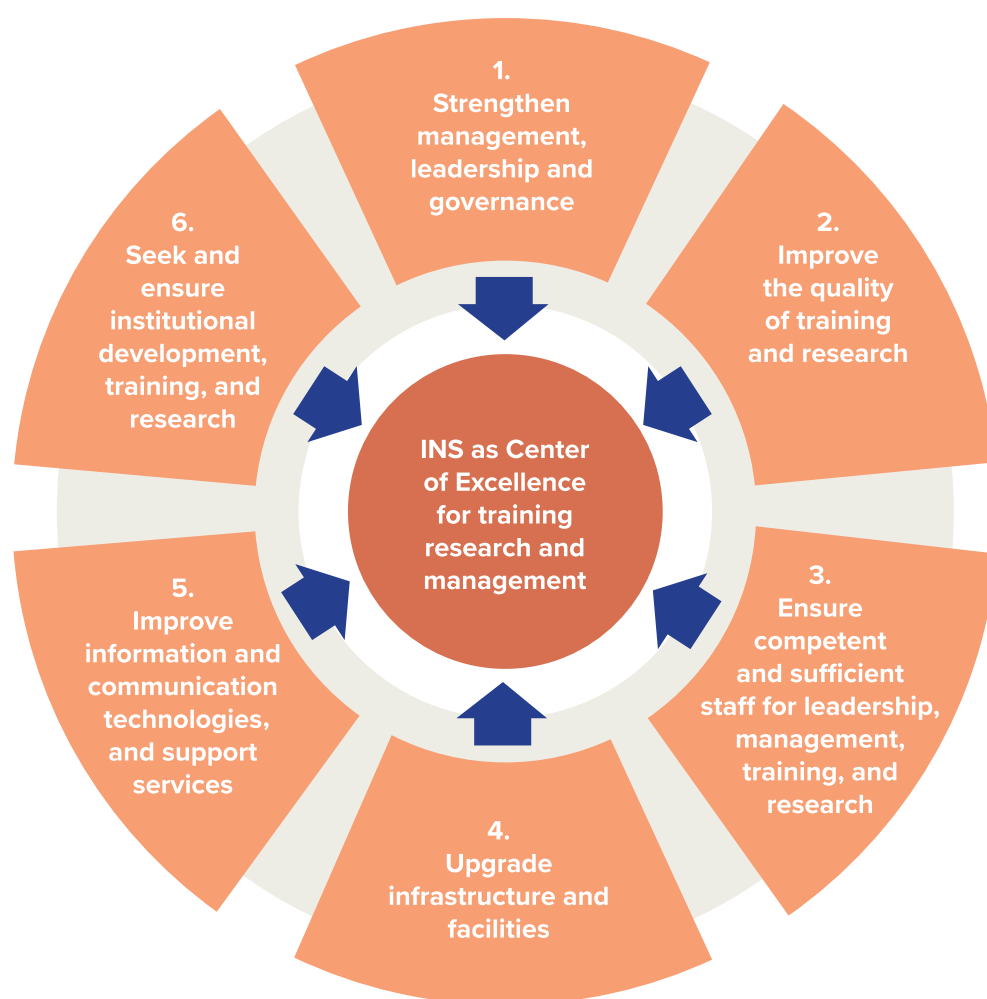 1.
Strengthen
management,
leadership and
governance
2.
Improve
the quality
of training
and research
3.
Ensure
competent
and sufficient
staff for leadership,
management,
training, and
research
4.
Upgrade
infrastructure and
facilities
5.
Improve
information and
communication
technologies,
and support
services
6.
Seek and
ensure
institutional
development,
training, and
research
INS as Center
of Excellence
for training
research and
management